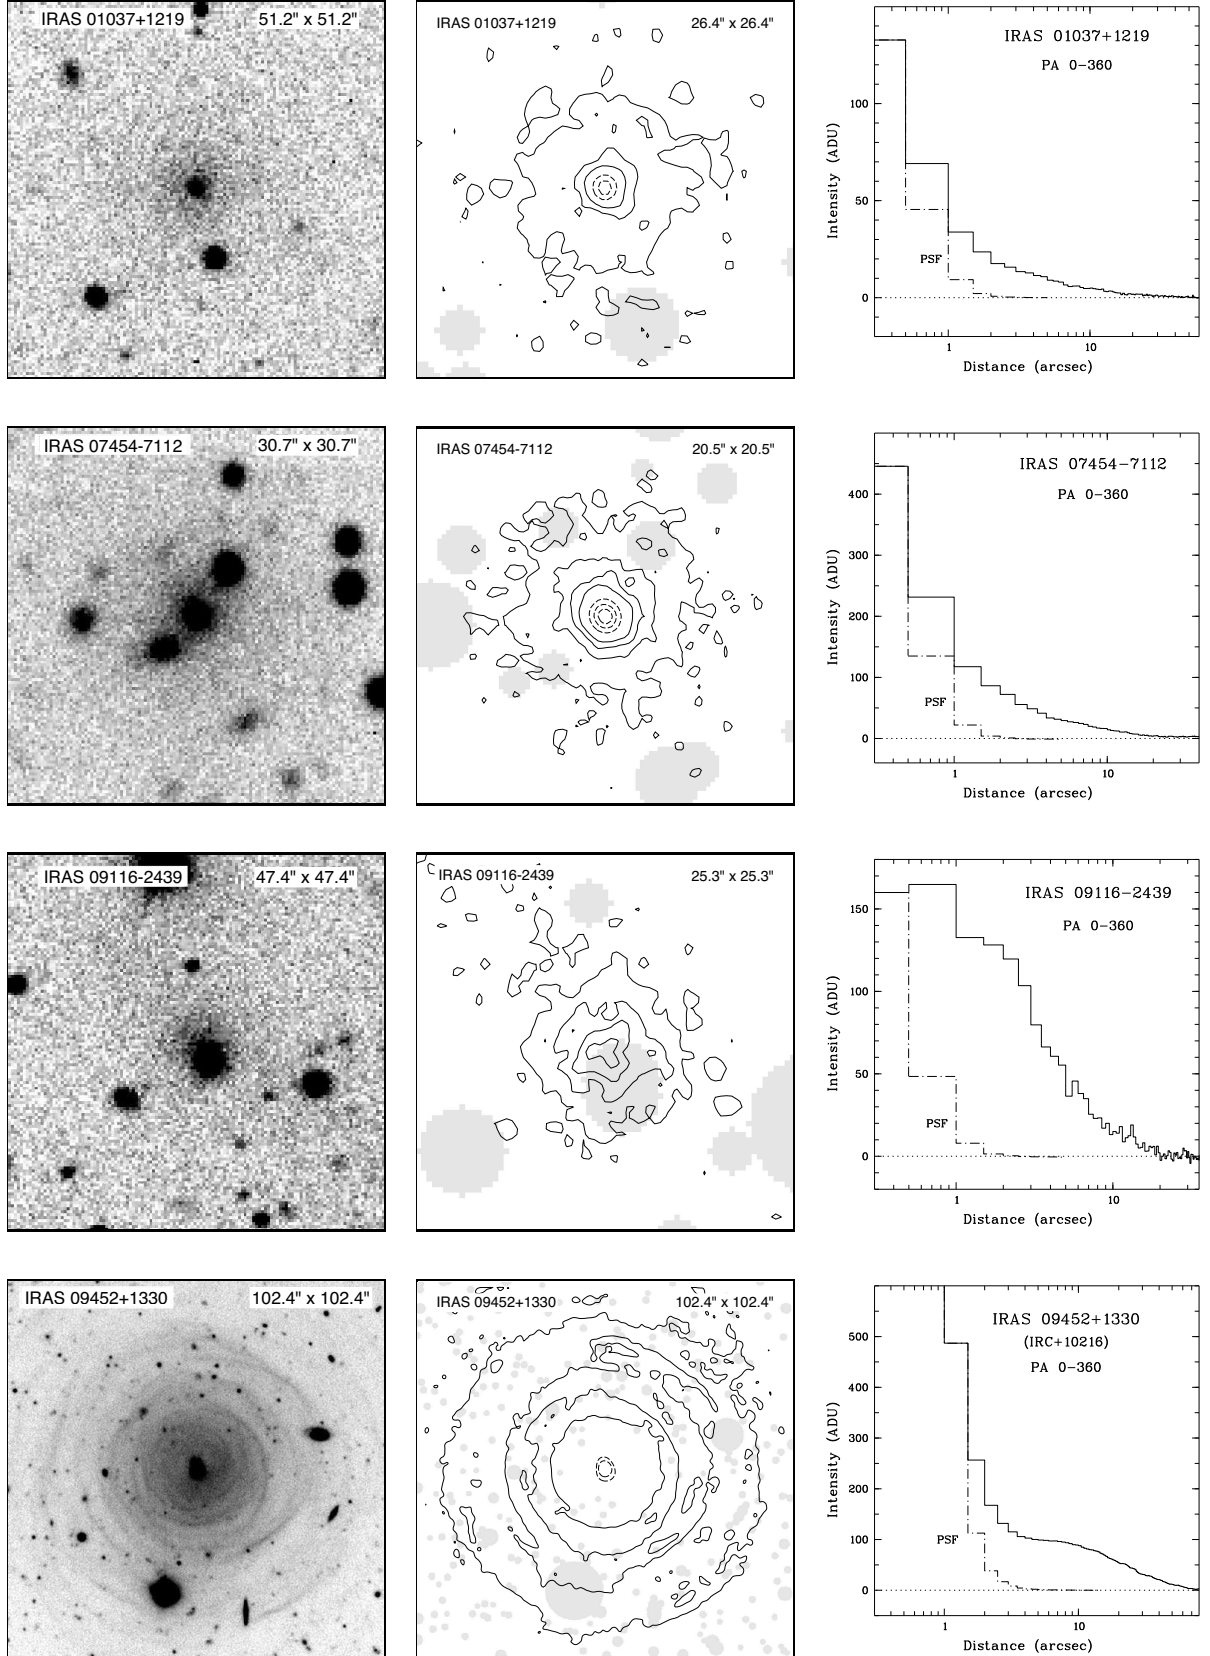 IRAS 01037+1219 51.2" x 51.2"
IRAS 01037+1219 26.4" x 26.4"
IRAS 01037+1219
PA 0-360
100
50
0
PSF
Intensity (ADU)
1 10
Distance (arcsec)
IRAS 07454-7112 30.7" x 30.7"
IRAS 07454-7112 20.5" x 20.5"
IRAS 07454-7112
PA 0-360
400
300
200
100
0
PSF
Intensity (ADU)
1 10
Distance (arcsec)
IRAS 09116-2439 47.4" x 47.4"
IRAS 09116-2439 25.3" x 25.3"
IRAS 09116-2439
PA 0-360
150
100
50
0
PSF
Intensity (ADU)
1 10
Distance (arcsec)
IRAS 09452+1330 102.4" x 102.4"
IRAS 09452+1330 102.4" x 102.4"
IRAS 09452+1330
(IRC+10216)
PA 0-360
500
400
300
200
100
0
PSF
Intensity (ADU)
1 10
Distance (arcsec)